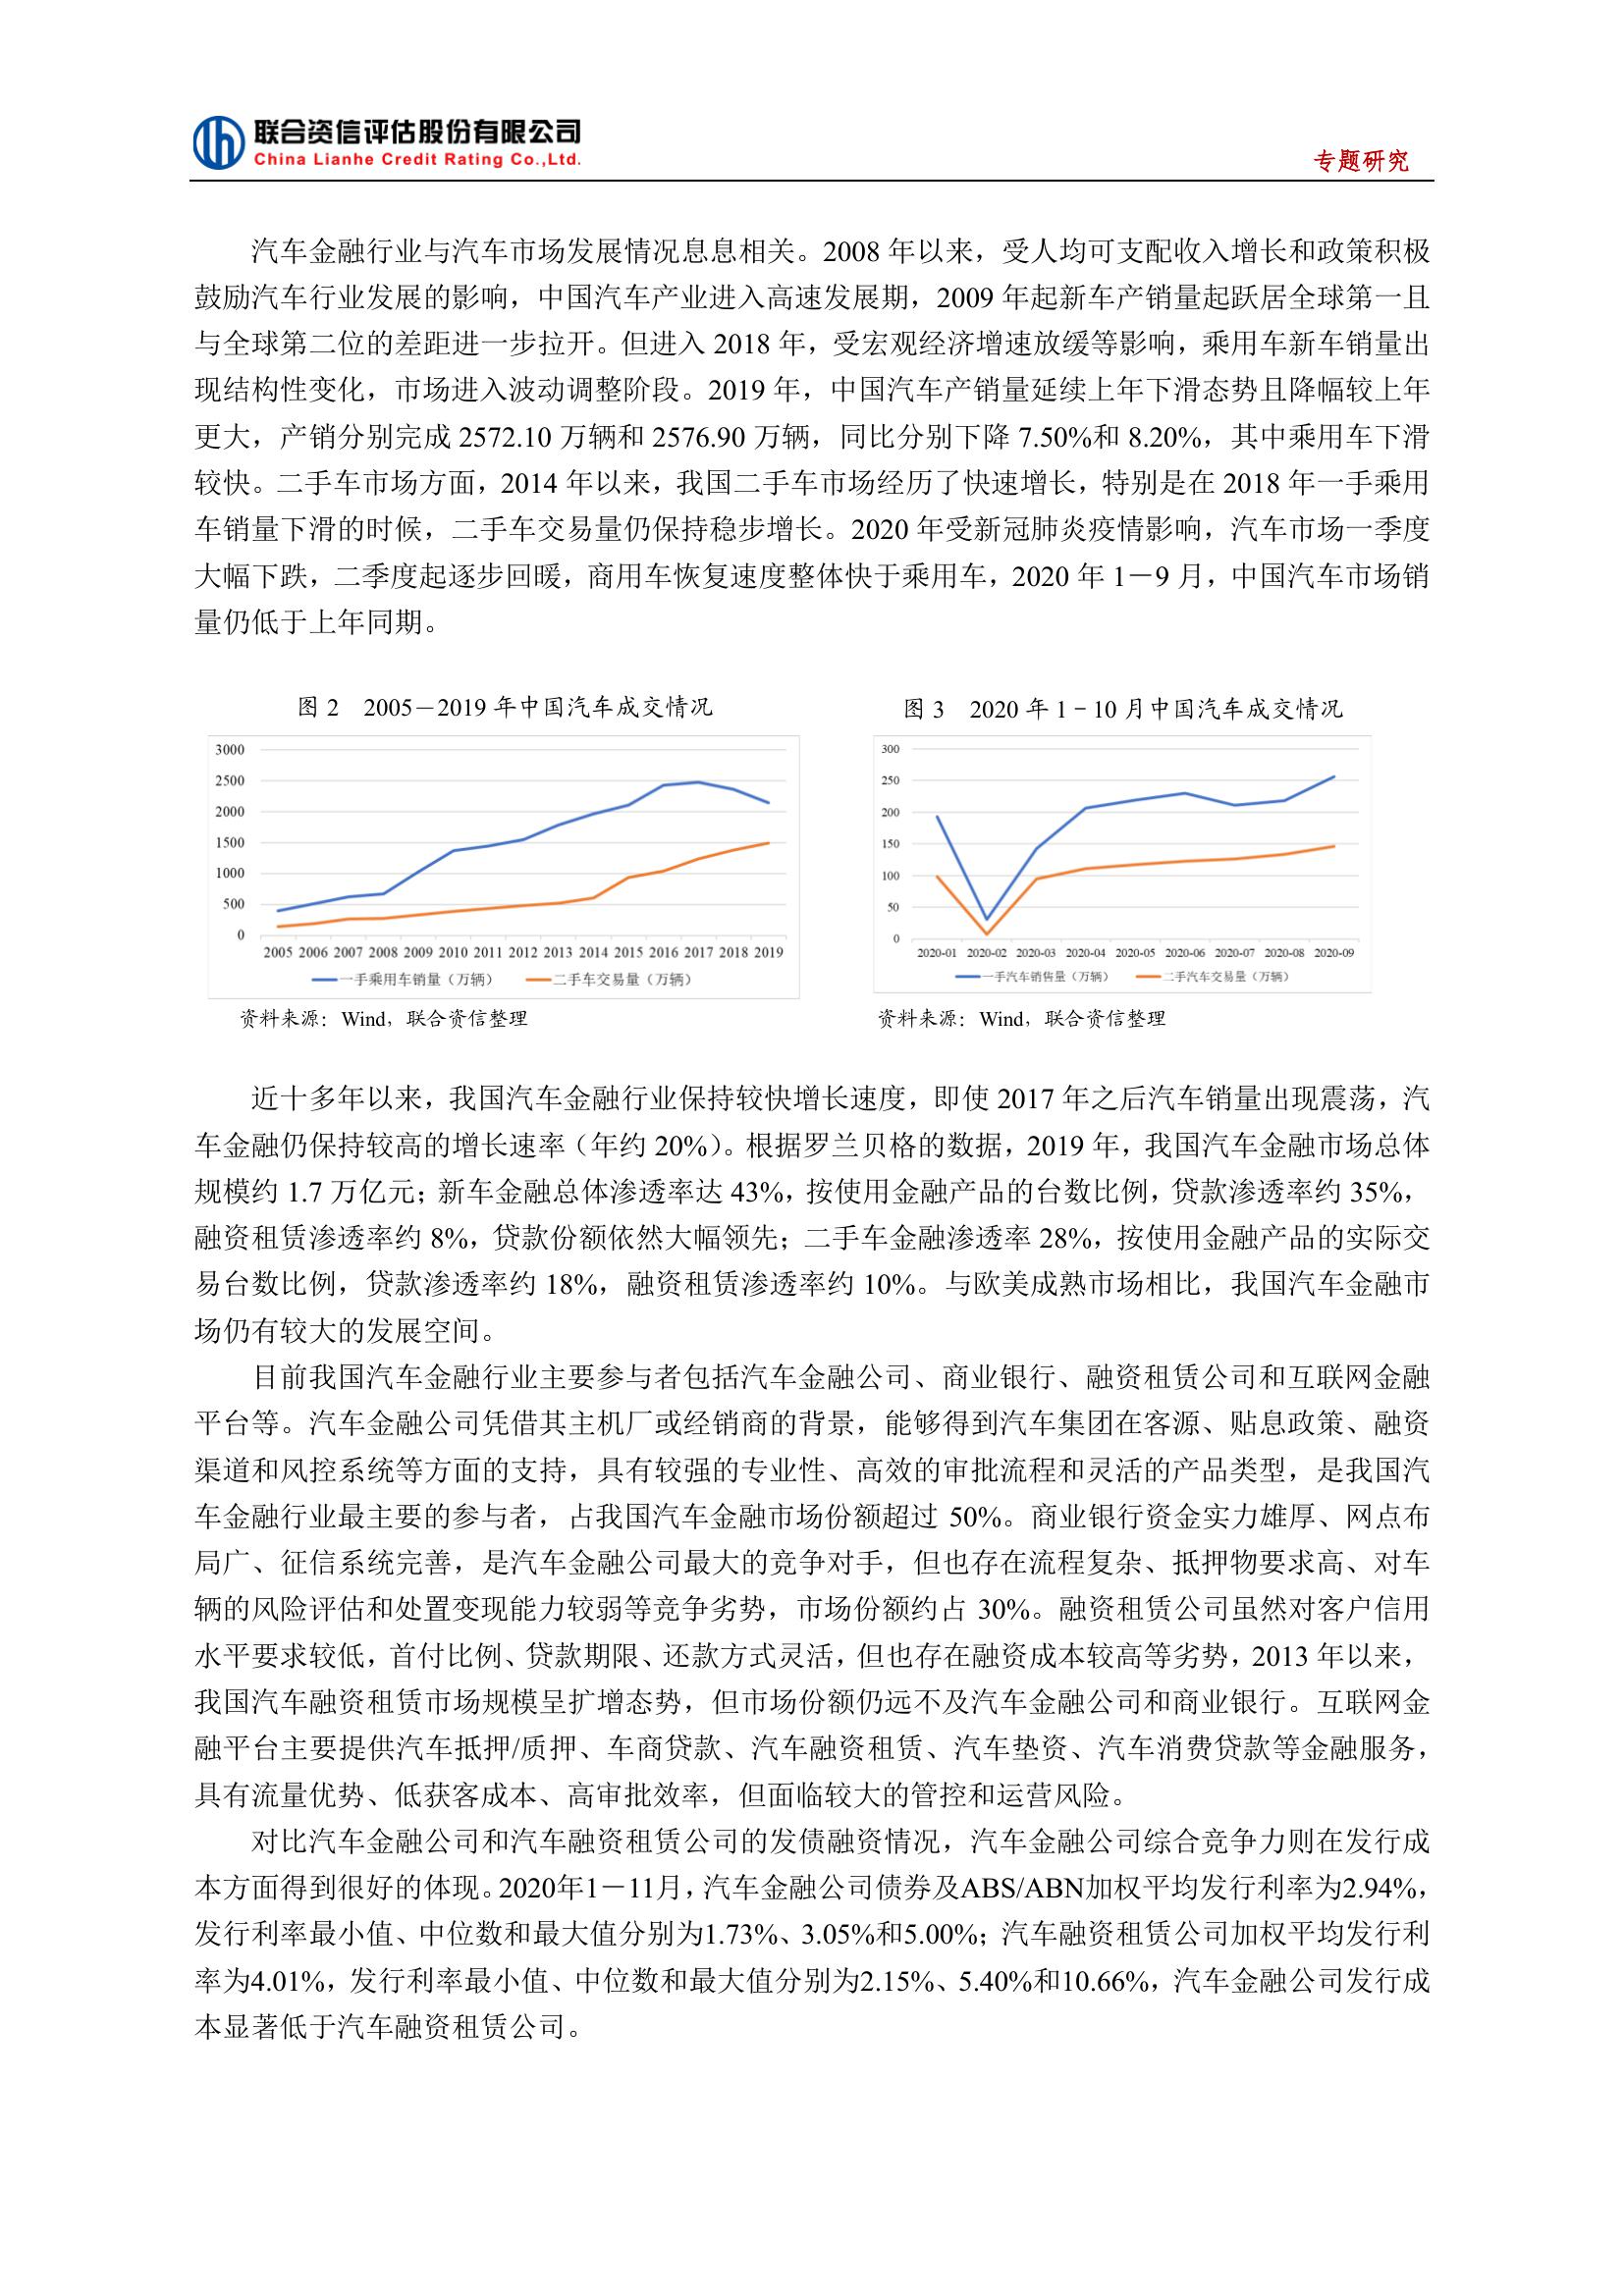 联合资信评估股份有限公司
China Lianhe Credit Rating Co.,Ltd.
专题研究
汽车金融行业与汽车市场发展情况息息相关。2008 年以来，受人均可支配收入增长和政策积极
鼓励汽车行业发展的影响，中国汽车产业进入高速发展期，2009 年起新车产销量起跃居全球第一且
与全球第二位的差距进一步拉开。但进入 2018 年，受宏观经济增速放缓等影响，乘用车新车销量出
现结构性变化，市场进入波动调整阶段。2019 年，中国汽车产销量延续上年下滑态势且降幅较上年
更大，产销分别完成 2572.10 万辆和 2576.90 万辆，同比分别下降 7.50%和 8.20%，其中乘用车下滑
较快。二手车市场方面，2014 年以来，我国二手车市场经历了快速增长，特别是在 2018 年一手乘用
车销量下滑的时候，二手车交易量仍保持稳步增长。2020 年受新冠肺炎疫情影响，汽车市场一季度
大幅下跌，二季度起逐步回暖，商用车恢复速度整体快于乘用车，2020 年 1－9 月，中国汽车市场销
量仍低于上年同期。
图 2 2005－2019 年中国汽车成交情况
3000
2500
2000
1500
1000
500
0
2005 2006 2007 2008 2009 2010 2011 2012 2013 2014 2015 2016 2017 2018 2019
一手乘用车销量（万辆） 二手车交易量（万辆）
资料来源：Wind，联合资信整理
图 3 2020 年 1－10 月中国汽车成交情况
300
250
200
150
100
50
0
2020-01 2020-02 2020-03 2020-04 2020-05 2020-06 2020-07 2020-08 2020-09
一手汽车销售量（万辆） 二手汽车交易量（万辆）
资料来源：Wind，联合资信整理
近十多年以来，我国汽车金融行业保持较快增长速度，即使 2017 年之后汽车销量出现震荡，汽
车金融仍保持较高的增长速率（年约 20%）。根据罗兰贝格的数据，2019 年，我国汽车金融市场总体
规模约 1.7 万亿元；新车金融总体渗透率达 43%，按使用金融产品的台数比例，贷款渗透率约 35%，
融资租赁渗透率约 8%，贷款份额依然大幅领先；二手车金融渗透率 28%，按使用金融产品的实际交
易台数比例，贷款渗透率约 18%，融资租赁渗透率约 10%。与欧美成熟市场相比，我国汽车金融市
场仍有较大的发展空间。
目前我国汽车金融行业主要参与者包括汽车金融公司、商业银行、融资租赁公司和互联网金融
平台等。汽车金融公司凭借其主机厂或经销商的背景，能够得到汽车集团在客源、贴息政策、融资
渠道和风控系统等方面的支持，具有较强的专业性、高效的审批流程和灵活的产品类型，是我国汽
车金融行业最主要的参与者，占我国汽车金融市场份额超过 50%。商业银行资金实力雄厚、网点布
局广、征信系统完善，是汽车金融公司最大的竞争对手，但也存在流程复杂、抵押物要求高、对车
辆的风险评估和处置变现能力较弱等竞争劣势，市场份额约占 30%。融资租赁公司虽然对客户信用
水平要求较低，首付比例、贷款期限、还款方式灵活，但也存在融资成本较高等劣势，2013 年以来，
我国汽车融资租赁市场规模呈扩增态势，但市场份额仍远不及汽车金融公司和商业银行。互联网金
融平台主要提供汽车抵押/质押、车商贷款、汽车融资租赁、汽车垫资、汽车消费贷款等金融服务，
具有流量优势、低获客成本、高审批效率，但面临较大的管控和运营风险。
对比汽车金融公司和汽车融资租赁公司的发债融资情况，汽车金融公司综合竞争力则在发行成
本方面得到很好的体现。2020年1－11月，汽车金融公司债券及ABS/ABN加权平均发行利率为2.94%，
发行利率最小值、中位数和最大值分别为1.73%、3.05%和5.00%；汽车融资租赁公司加权平均发行利
率为4.01%，发行利率最小值、中位数和最大值分别为2.15%、5.40%和10.66%，汽车金融公司发行成
本显著低于汽车融资租赁公司。